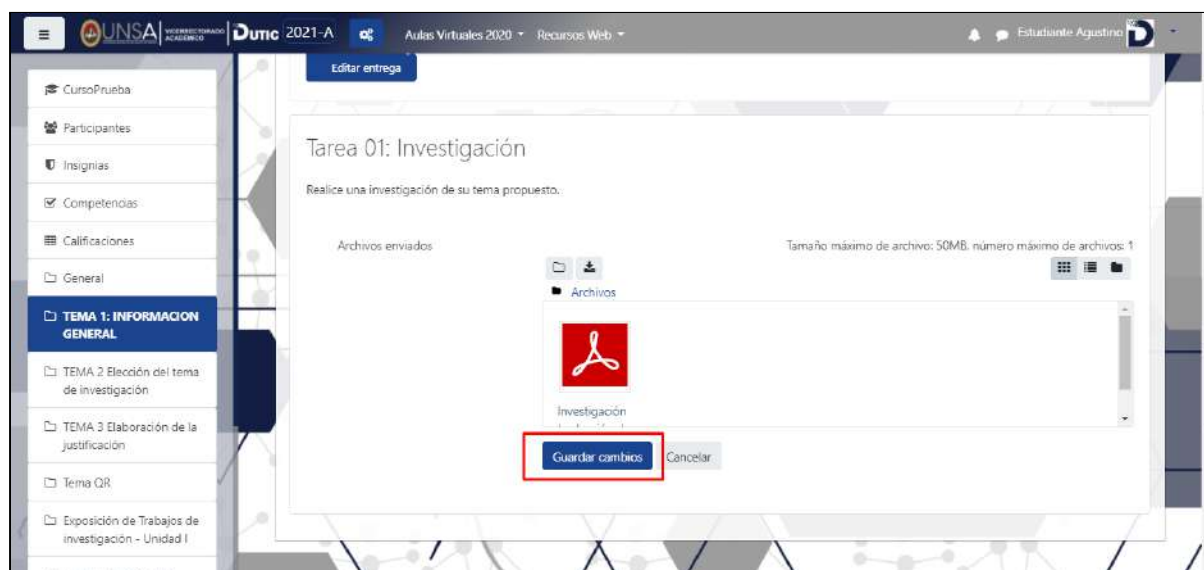 UNSA VICERRECTORADO ACADÉMICO DUTIC 2021-A Aulas Virtuales 2020 Recursos Web Estudiante Agustino
Editar entrega
CursoPrueba
Participantes
Insignias
Competencias
Calificaciones
General
TEMA 1: INFORMACION
GENERAL
TEMA 2 Elección del tema
de investigación
TEMA 3 Elaboración de la
justificación
Tema QR
Exposición de Trabajos de
investigación - Unidad I
Tarea 01: Investigación
Realice una investigación de su tema propuesto.
Archivos enviados
Tamaño máximo de archivo: 50MB, número máximo de archivos: 1
Archivos
Investigación
Guardar cambios Cancelar